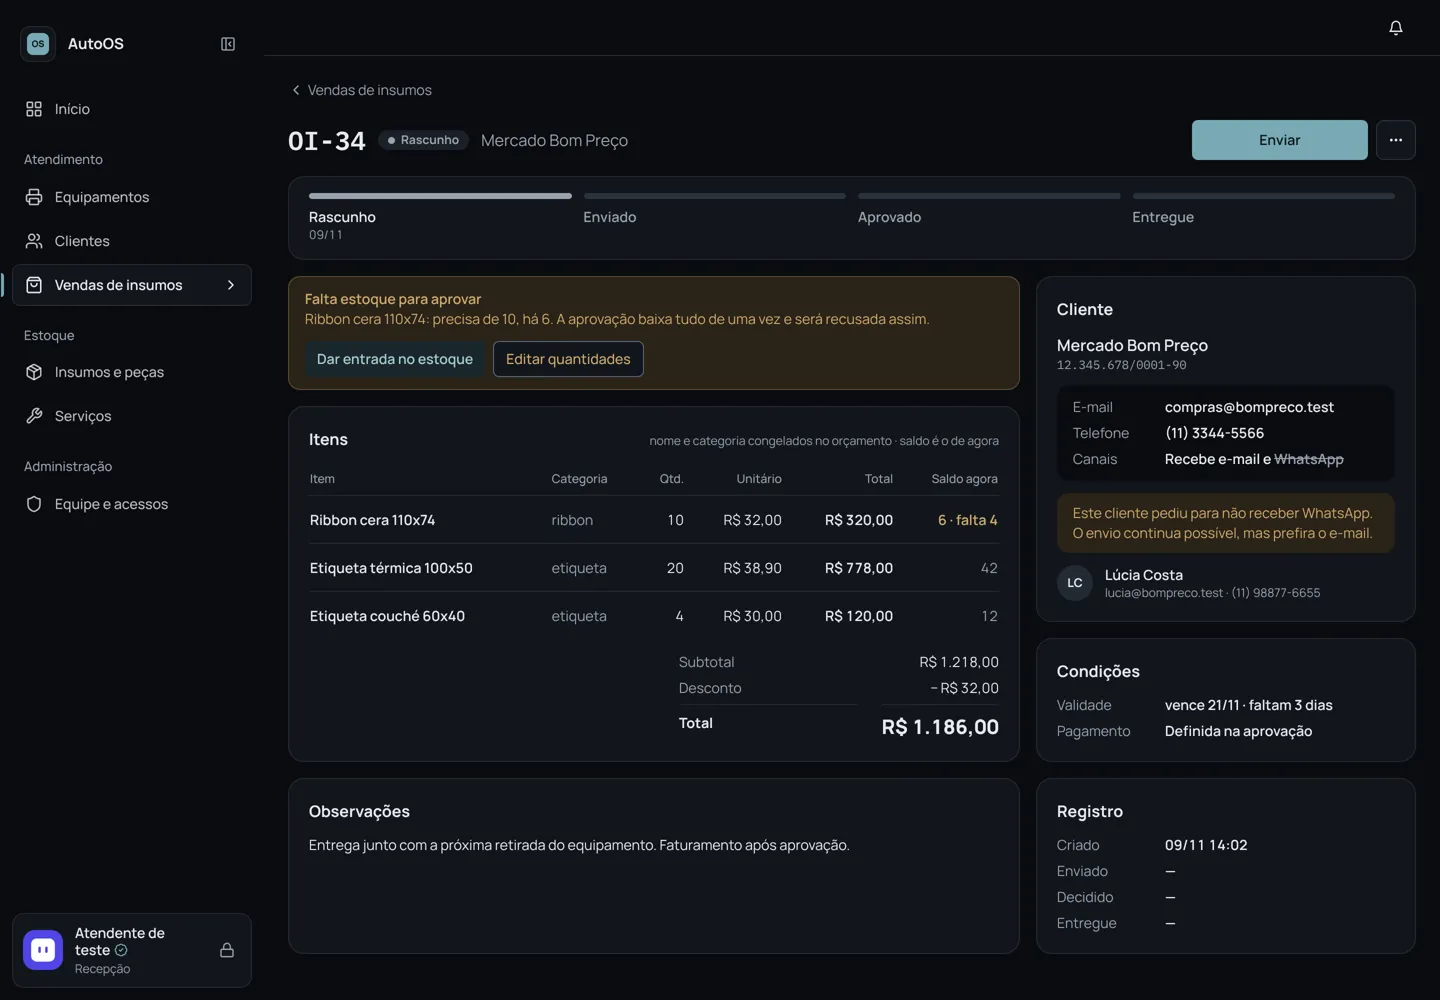 OS
AutoOS
Início
Atendimento
Equipamentos
Clientes
Vendas de insumos
Estoque
Insumos e peças
Serviços
Administração
Equipe e acessos
Atendente de
teste
Recepção
Vendas de insumos
OI-34 Rascunho Mercado Bom Preço
Enviar
Rascunho Enviado Aprovado Entregue
09/11
Falta estoque para aprovar
Ribbon cera 110x74: precisa de 10, há 6. A aprovação baixa tudo de uma vez e será recusada assim.
Dar entrada no estoque Editar quantidades
Itens nome e categoria congelados no orçamento · saldo é o de agora
Item Categoria Qtd. Unitário Total Saldo agora
Ribbon cera 110x74 ribbon 10 R$ 32,00 R$ 320,00 6 · falta 4
Etiqueta térmica 100x50 etiqueta 20 R$ 38,90 R$ 778,00 42
Etiqueta couché 60x40 etiqueta 4 R$ 30,00 R$ 120,00 12
Subtotal R$ 1.218,00
Desconto − R$ 32,00
Total R$ 1.186,00
Observações
Entrega junto com a próxima retirada do equipamento. Faturamento após aprovação.
Cliente
Mercado Bom Preço
12.345.678/0001-90
E-mail compras@bompreco.test
Telefone (11) 3344-5566
Canais Recebe e-mail e WhatsApp
Este cliente pediu para não receber WhatsApp.
O envio continua possível, mas prefira o e-mail.
LC
Lúcia Costa
lucia@bompreco.test · (11) 98877-6655
Condições
Validade vence 21/11 · faltam 3 dias
Pagamento Definida na aprovação
Registro
Criado 09/11 14:02
Enviado —
Decidido —
Entregue —